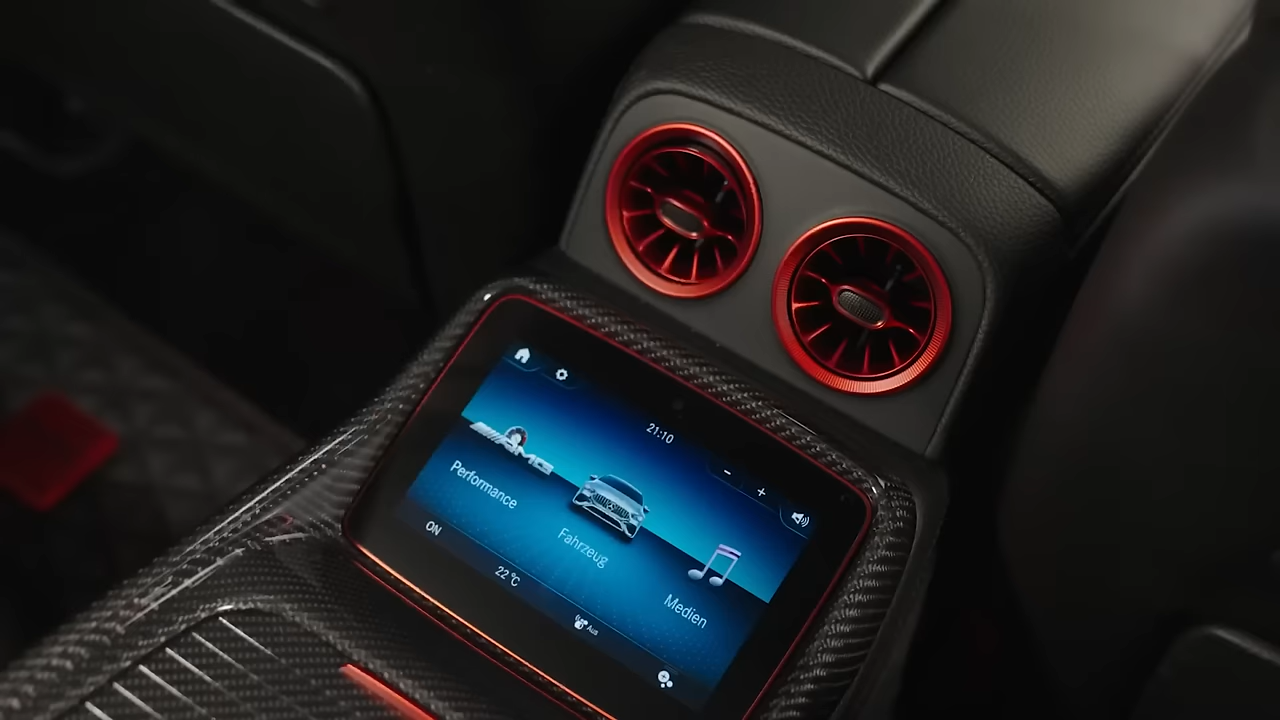 21:10
AMG
Performance
Fahrzeug
Medien
- +
ON
22 °C
Aus